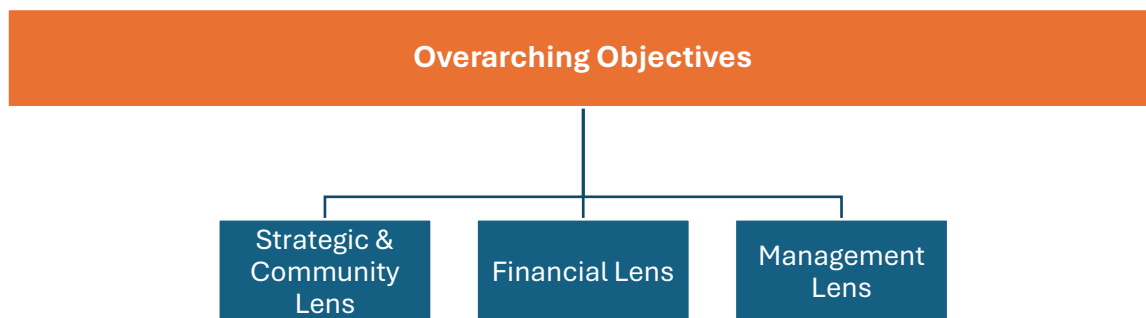 Overarching Objectives
Strategic &
Community
Lens
Financial Lens
Management
Lens